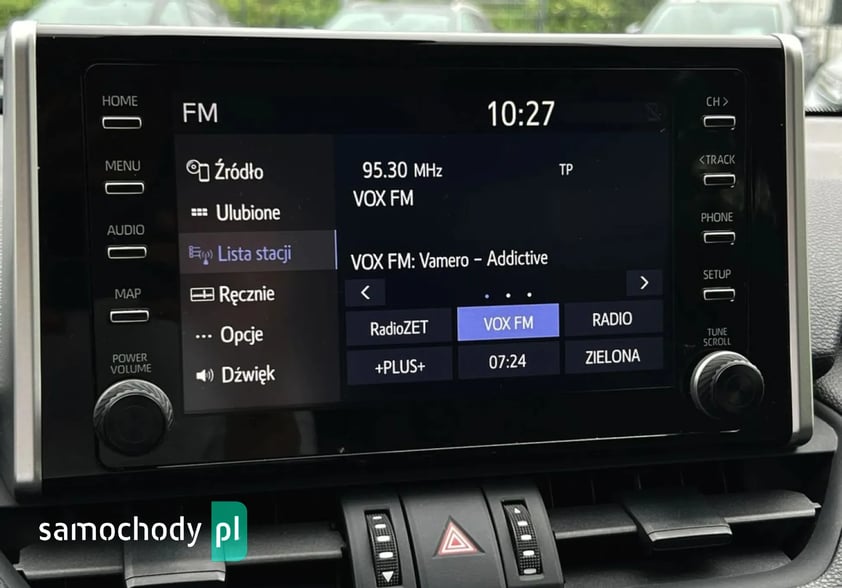 HOME
MENU
AUDIO
MAP
POWER
VOLUME
FM
10:27
Źródło
Ulubione
Lista stacji
Ręcznie
Opcje
Dźwięk
95.30 MHz
TP
VOX FM
VOX FM: Vamero – Addictive
<
>
RadioZET
VOX FM
RADIO
+PLUS+
07:24
ZIELONA
CH >
< TRACK
PHONE
SETUP
TUNE
SCROLL
samochody pl